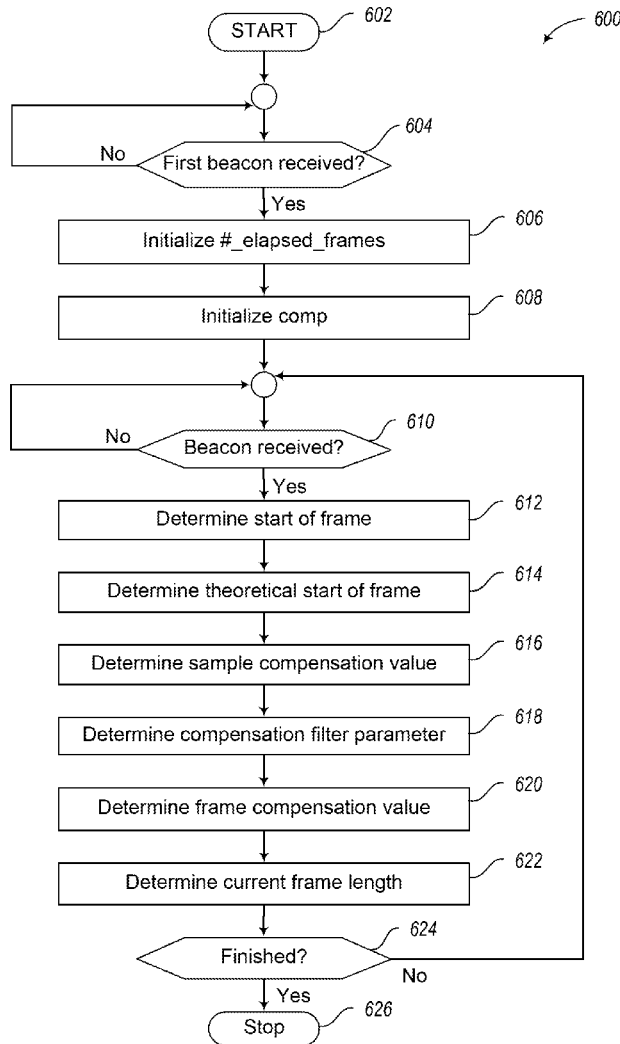 START
602
600
604
First beacon received?
No
Yes
606
Initialize #_elapsed_frames
608
Initialize comp
610
Beacon received?
No
Yes
612
Determine start of frame
614
Determine theoretical start of frame
616
Determine sample compensation value
618
Determine compensation filter parameter
620
Determine frame compensation value
622
Determine current frame length
624
Finished?
No
Yes
626
Stop